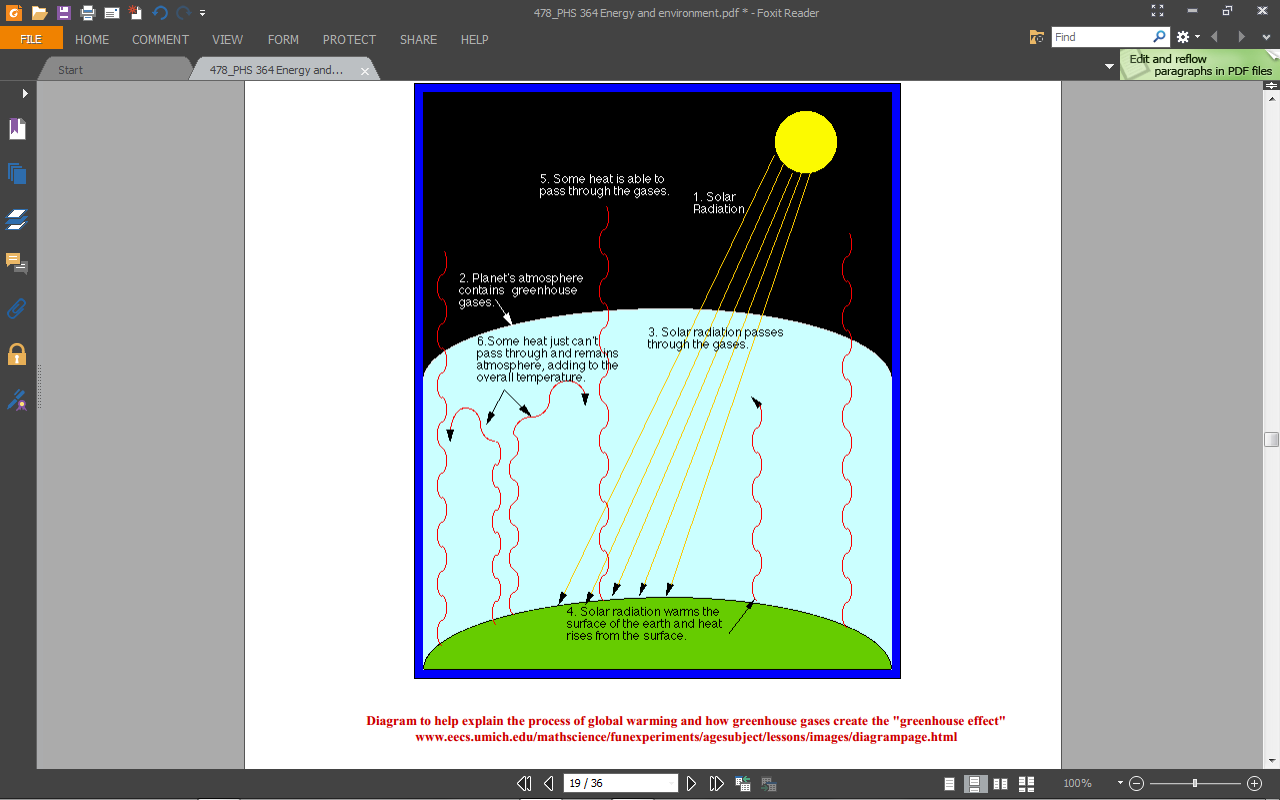 478_PHS 364 Energy and environment.pdf * - Foxit Reader
FILE HOME COMMENT VIEW FORM PROTECT SHARE HELP
Find
Start
478_PHS 364 Energy and...
Edit and reflow
paragraphs in PDF files
5. Some heat is able to
pass through the gases.
1. Solar
Radiation
2. Planet's atmosphere
contains greenhouse
gases.
3. Solar radiation passes
through the gases.
6.Some heat just can't
pass through and remains
atmosphere, adding to the
overall temperature.
4. Solar radiation warms the
surface of the earth and heat
rises from the surface.
Diagram to help explain the process of global warming and how greenhouse gases create the "greenhouse effect"
www.eecs.umich.edu/mathscience/funexperiments/agesubject/lessons/images/diagrampage.html
19 / 36
100%